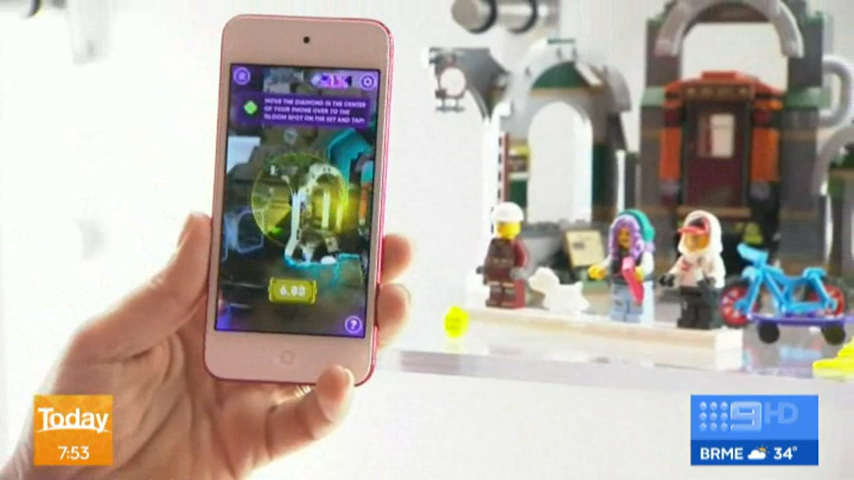 MOVE THE DIAMOND IN THE CENTER
OF YOUR PHONE OVER TO THE
GLOOM SPOT ON THE SET AND TAP!
6.00
?
Today
7:53
9HD
BRME 34°